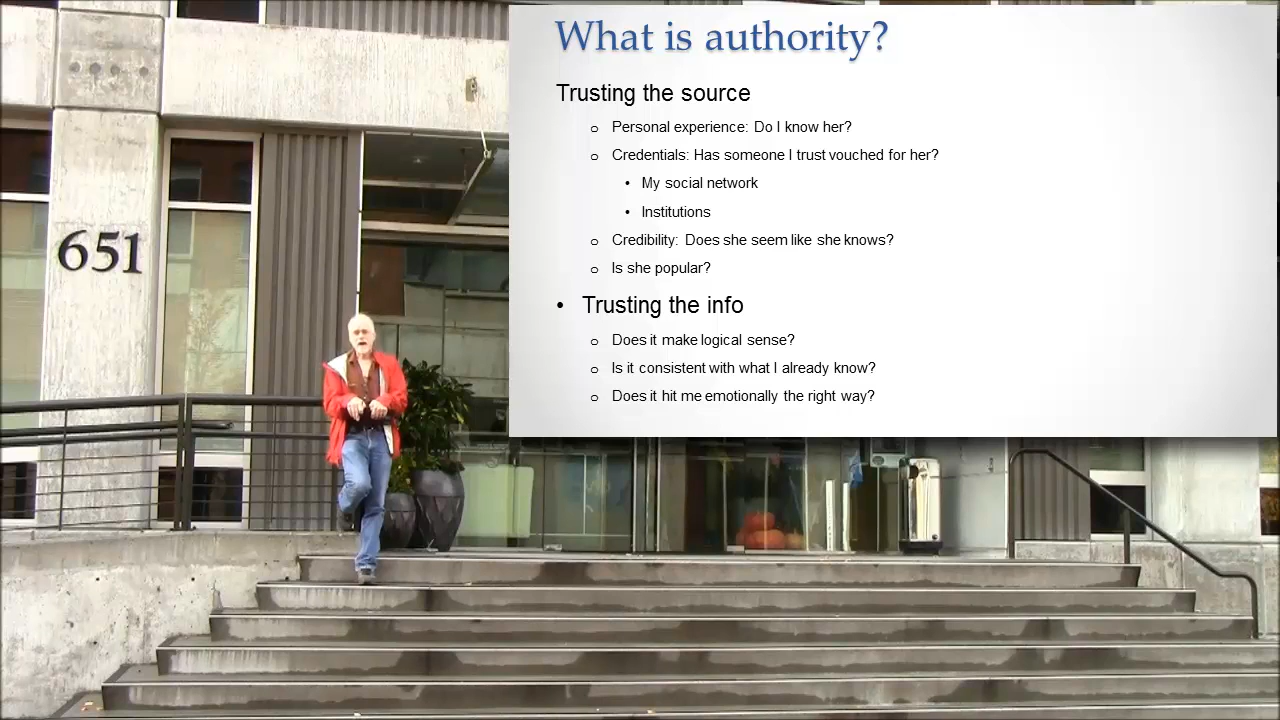 What is authority?
Trusting the source
o Personal experience: Do I know her?
o Credentials: Has someone I trust vouched for her?
• My social network
• Institutions
o Credibility: Does she seem like she knows?
o Is she popular?
• Trusting the info
o Does it make logical sense?
o Is it consistent with what I already know?
o Does it hit me emotionally the right way?
651